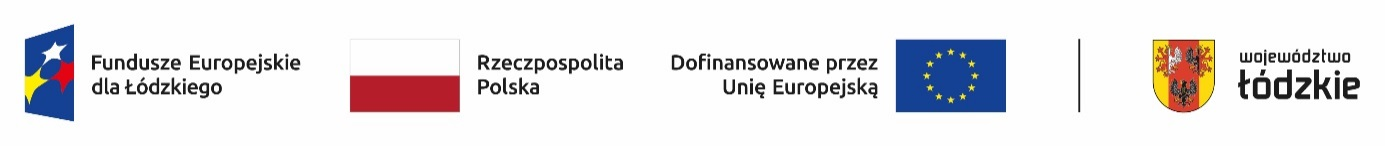 Fundusze Europejskie
dla Łódzkiego
Rzeczpospolita
Polska
Dofinansowane przez
Unię Europejską
województwo
łódzkie